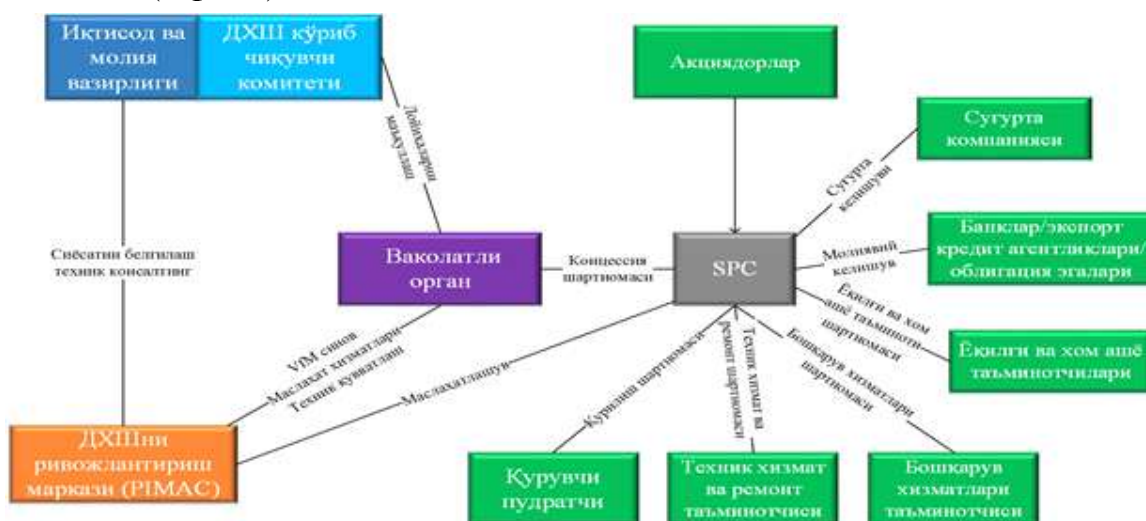 Иқтисод ва
молия
вазирлиги
ДХШ кўриб
чиқувчи
комитети
Акциядорлар
Суғурта
компанияси
Лойиҳаларни
маъқуллаш
Суғурта
келишуви
Сиёсатни белгилаш
техник консалтинг
Ваколатли
орган
Концессия
шартномаси
SPC
Молиявий
келишув
Банклар/экспорт
кредит агентликлари/
облигация эгалари
Ёқилғи ва хом
ашё таъминоти
шартномаси
Ёқилғи ва хом ашё
таъминотчилари
VfM синов
Маслаҳат хизматлари
Техник қувватлаш
Маслаҳатлашув
Қурилиш шартномаси
Техник хизмат ва
ремонт шартномаси
Бошқарув хизматлари
шартномаси
ДХШни
ривожлантириш
маркази (PIMAC)
Қурувчи
пудратчи
Техник хизмат
ва ремонт
таъминотчиси
Бошқарув
хизматлари
таъминотчиси